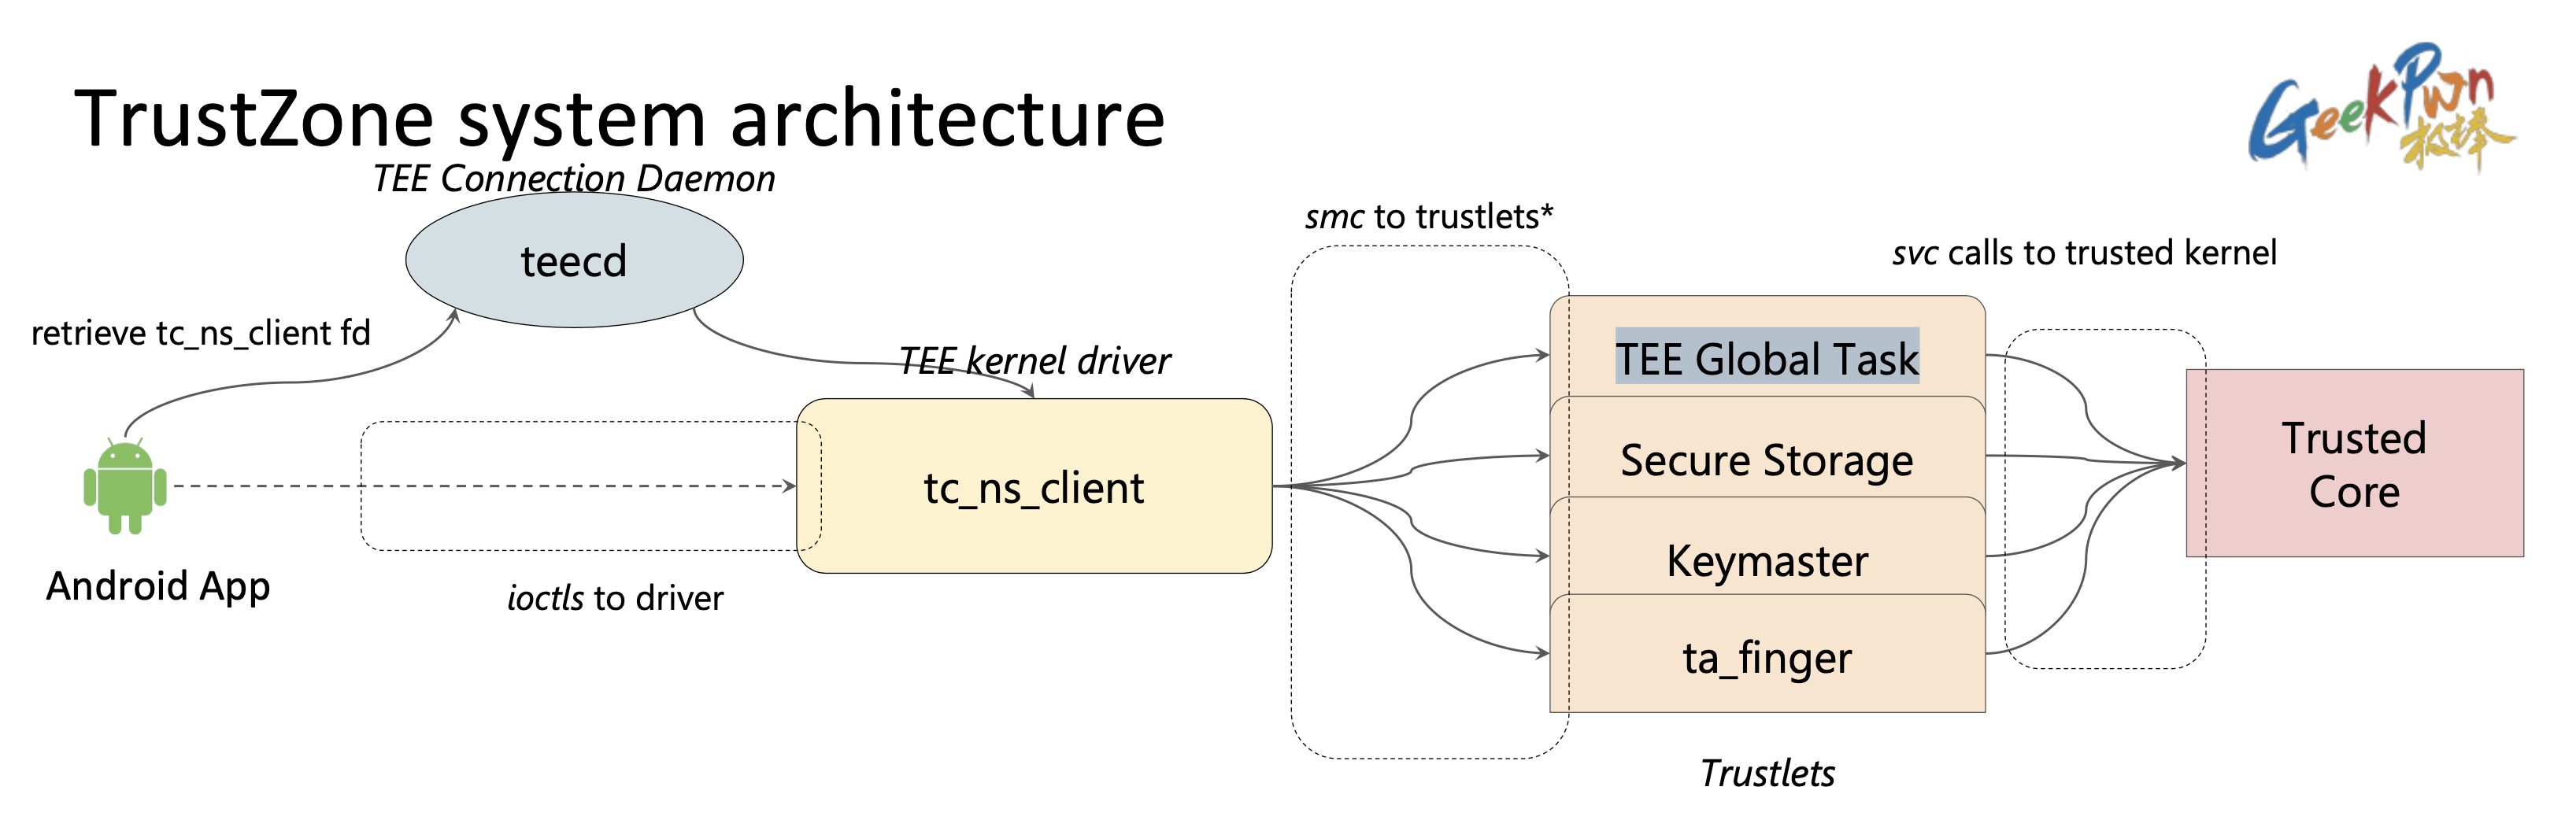 TrustZone system architecture
GeekPwn
极棒
TEE Connection Daemon
teecd
retrieve tc_ns_client fd
TEE kernel driver
tc_ns_client
Android App
ioctls to driver
smc to trustlets*
svc calls to trusted kernel
TEE Global Task
Secure Storage
Keymaster
ta_finger
Trustlets
Trusted
Core